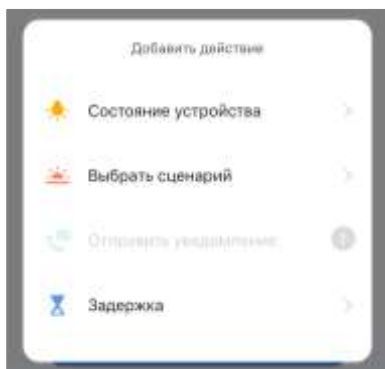 Добавить действие
Состояние устройства
Выбрать сценарий
Отправить уведомление
Задержка